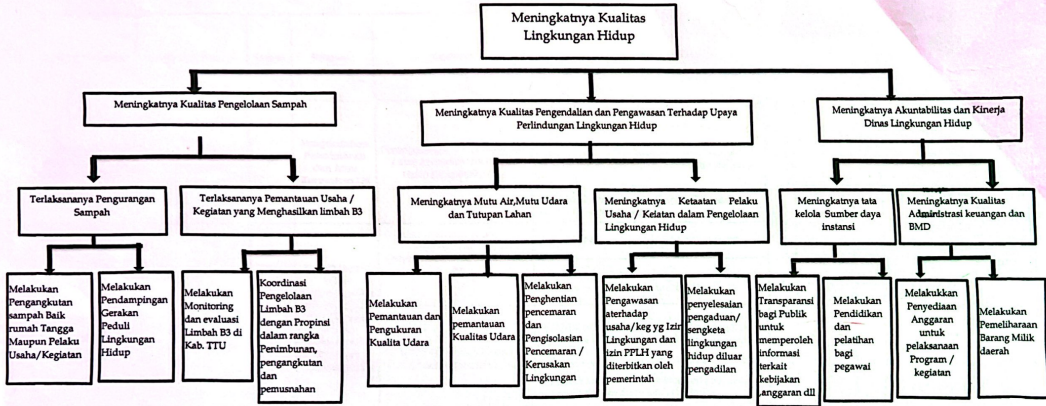 Meningkatnya Kualitas
Lingkungan Hidup
Meningkatnya Kualitas Pengelolaan Sampah
Meningkatnya Kualitas Pengendalian dan Pengawasan Terhadap Upaya
Perlindungan Lingkungan Hidup
Meningkatnya Akuntabilitas dan Kinerja
Dinas Lingkungan Hidup
Terlaksananya Pengurangan
Sampah
Terlaksananya Pemantauan Usaha /
Kegiatan yang Menghasilkan limbah B3
Meningkatnya Mutu Air,Mutu Udara
dan Tutupan Lahan
Meningkatnya Ketaatan Pelaku
Usaha / Keiatan dalam Pengelolaan
Lingkungan Hidup
Meningkatnya tata
kelola Sumber daya
instansi
Meningkatnya Kualitas
Administrasi keuangan dan
BMD
Melakukan
Pengangkutan
sampah Baik
rumah Tangga
Maupun Pelaku
Usaha/Kegiatan
Melakukan
Pendampingan
Gerakan
Peduli
Lingkungan
Hidup
Melakukan
Monitoring
dan evaluasi
Limbah B3 di
Kab. TTU
Koordinasi
Pengelolaan
Limbah B3
dengan Propinsi
dalam rangka
Penimbunan,
pengangkutan
dan
pemusnahan
Melakukan
Pemantauan dan
Pengukuran
Kualita Udara
Melakukan
pemantauan
Kualitas Udara
Melakukan
Penghentian
pencemaran
dan
Pengisolasian
Pencemaran /
Kerusakan
Lingkungan
Melakukan
Pengawasan
aterhadap
usaha/keg yg Izin
Lingkungan dan
izin PPLH yang
diterbitkan oleh
pemerintah
Melakukan
penyelesaian
pengaduan/
sengketa
lingkungan
hidup diluar
pengadilan
Melakukan
Transparansi
bagi Publik
untuk
memperoleh
informasi
terkait
kebijakan
,anggaran dll
Melakukan
Pendidikan
dan
pelatihan
bagi
pegawai
Melakukkan
Penyediaan
Anggaran
untuk
pelaksanaan
Program /
kegiatan
Melakukan
Pemeliharaan
Barang Milik
daerah